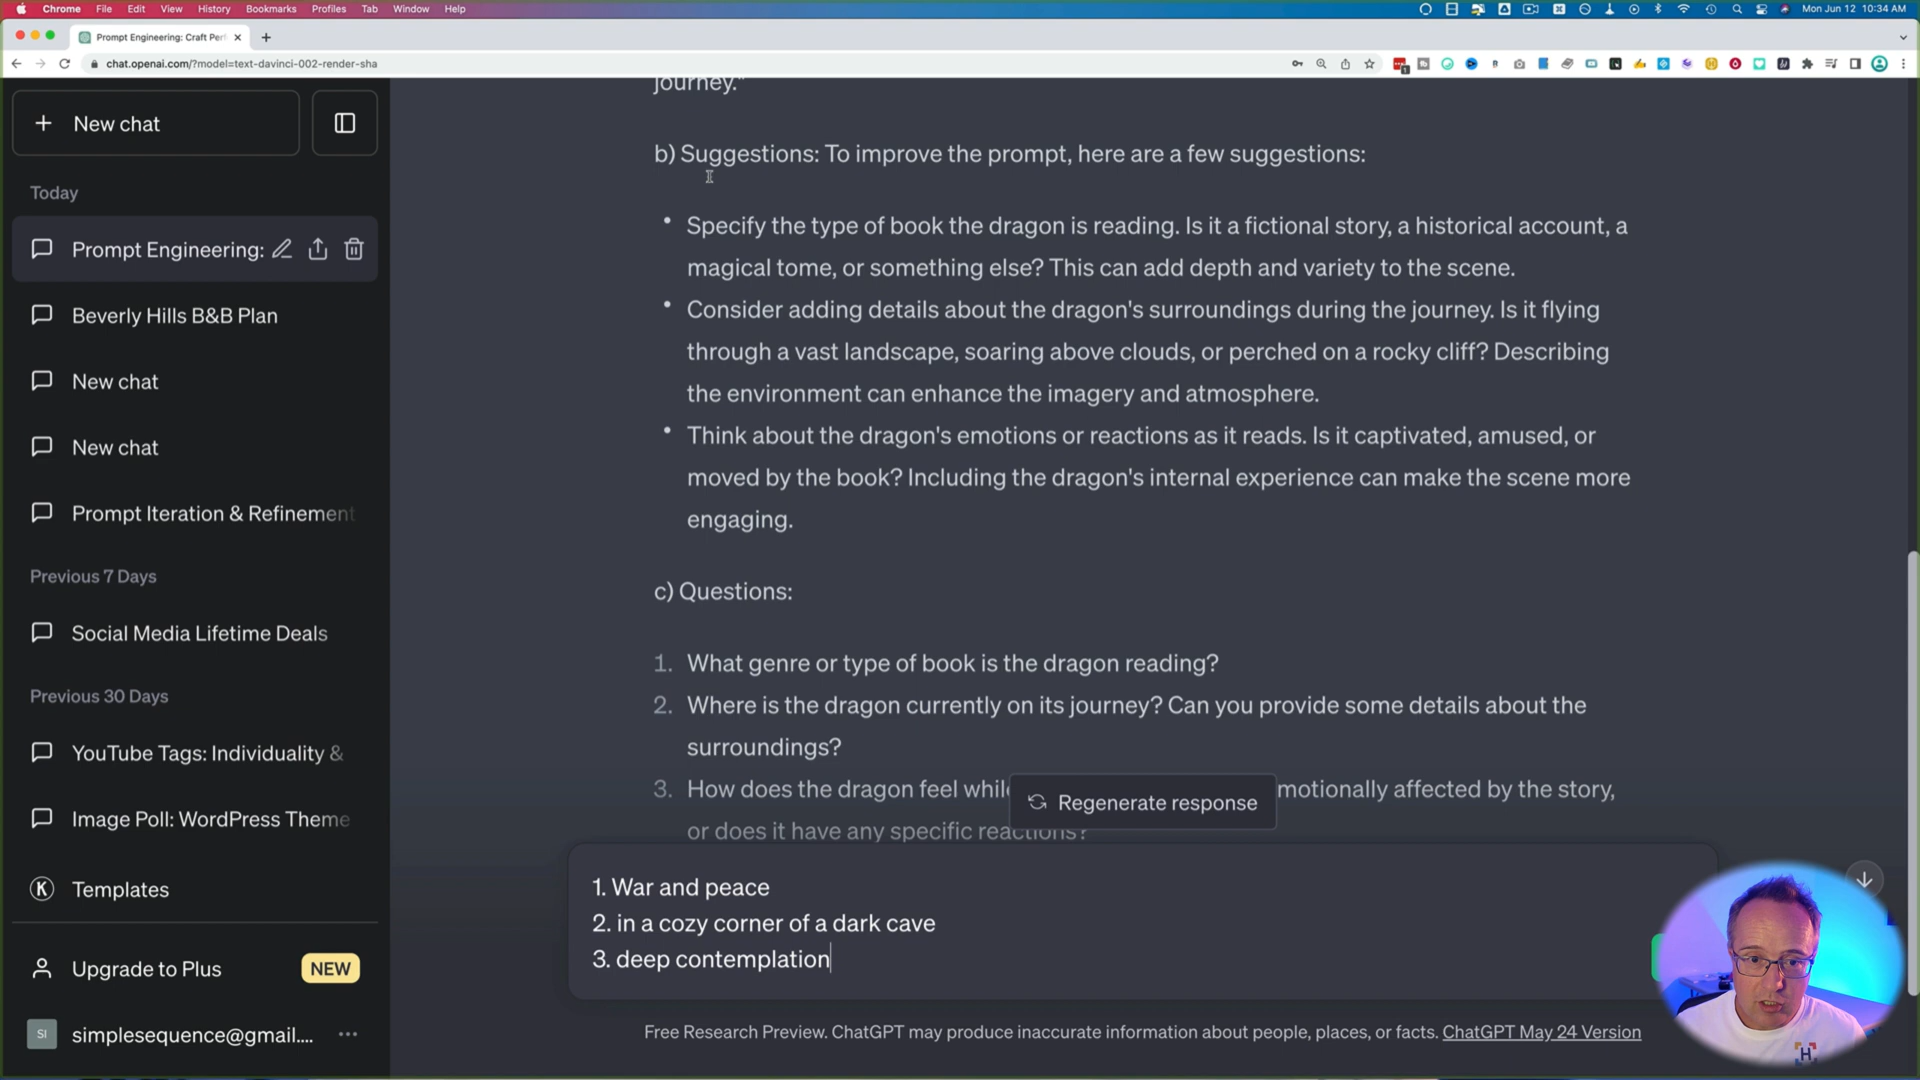 Chrome File Edit View History Bookmarks Profiles Tab Window Help
Mon Jun 12 10:34 AM
Prompt Engineering: Craft Per
chat.openai.com/?model=text-davinci-002-render-sha
New chat
Today
Prompt Engineering:
Beverly Hills B&B Plan
New chat
New chat
Prompt Iteration & Refinement
Previous 7 Days
Social Media Lifetime Deals
Previous 30 Days
YouTube Tags: Individuality &
Image Poll: WordPress Theme
K Templates
Upgrade to Plus NEW
SI simplesequence@gmail....
journey."
b) Suggestions: To improve the prompt, here are a few suggestions:
• Specify the type of book the dragon is reading. Is it a fictional story, a historical account, a
magical tome, or something else? This can add depth and variety to the scene.
• Consider adding details about the dragon's surroundings during the journey. Is it flying
through a vast landscape, soaring above clouds, or perched on a rocky cliff? Describing
the environment can enhance the imagery and atmosphere.
• Think about the dragon's emotions or reactions as it reads. Is it captivated, amused, or
moved by the book? Including the dragon's internal experience can make the scene more
engaging.
c) Questions:
1. What genre or type of book is the dragon reading?
2. Where is the dragon currently on its journey? Can you provide some details about the
surroundings?
3. How does the dragon feel whil motionally affected by the story,
or does it have any specific reactions?
Regenerate response
1. War and peace
2. in a cozy corner of a dark cave
3. deep contemplation
Free Research Preview. ChatGPT may produce inaccurate information about people, places, or facts. ChatGPT May 24 Version
H